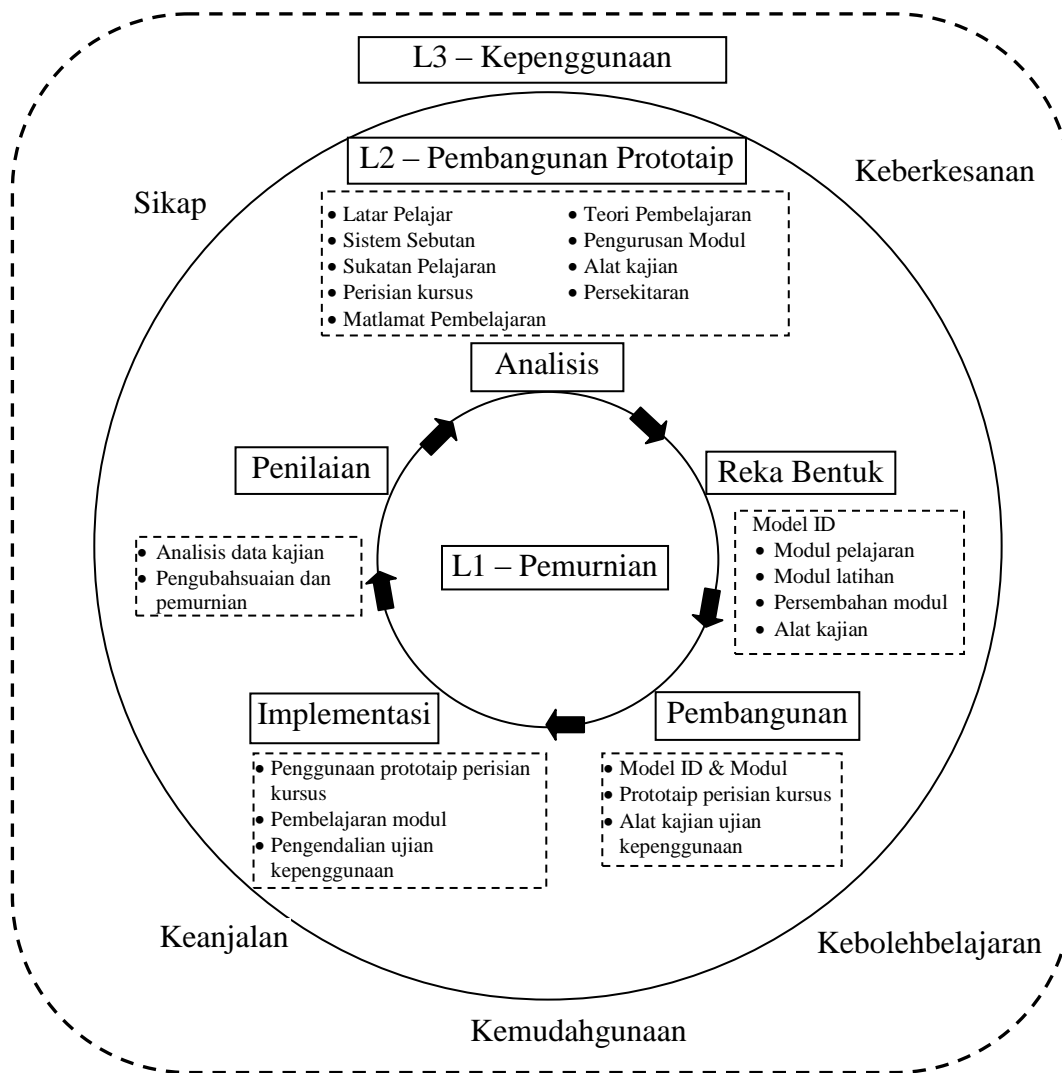 L3 – Kepenggunaan
L2 – Pembangunan Prototaip
Keberkesanan
Sikap
• Latar Pelajar
• Sistem Sebutan
• Sukatan Pelajaran
• Perisian kursus
• Matlamat Pembelajaran
• Teori Pembelajaran
• Pengurusan Modul
• Alat kajian
• Persekitaran
Analisis
Penilaian
Reka Bentuk
• Analisis data kajian
• Pengubahsuaian dan
pemurnian
L1 – Pemurnian
Model ID
• Modul pelajaran
• Modul latihan
• Persembahan modul
• Alat kajian
Implementasi
Pembangunan
• Penggunaan prototaip perisian
kursus
• Pembelajaran modul
• Pengendalian ujian
kepenggunaan
• Model ID & Modul
• Prototaip perisian kursus
• Alat kajian ujian
kepenggunaan
Keanjalan
Kebolehbelajaran
Kemudahgunaan